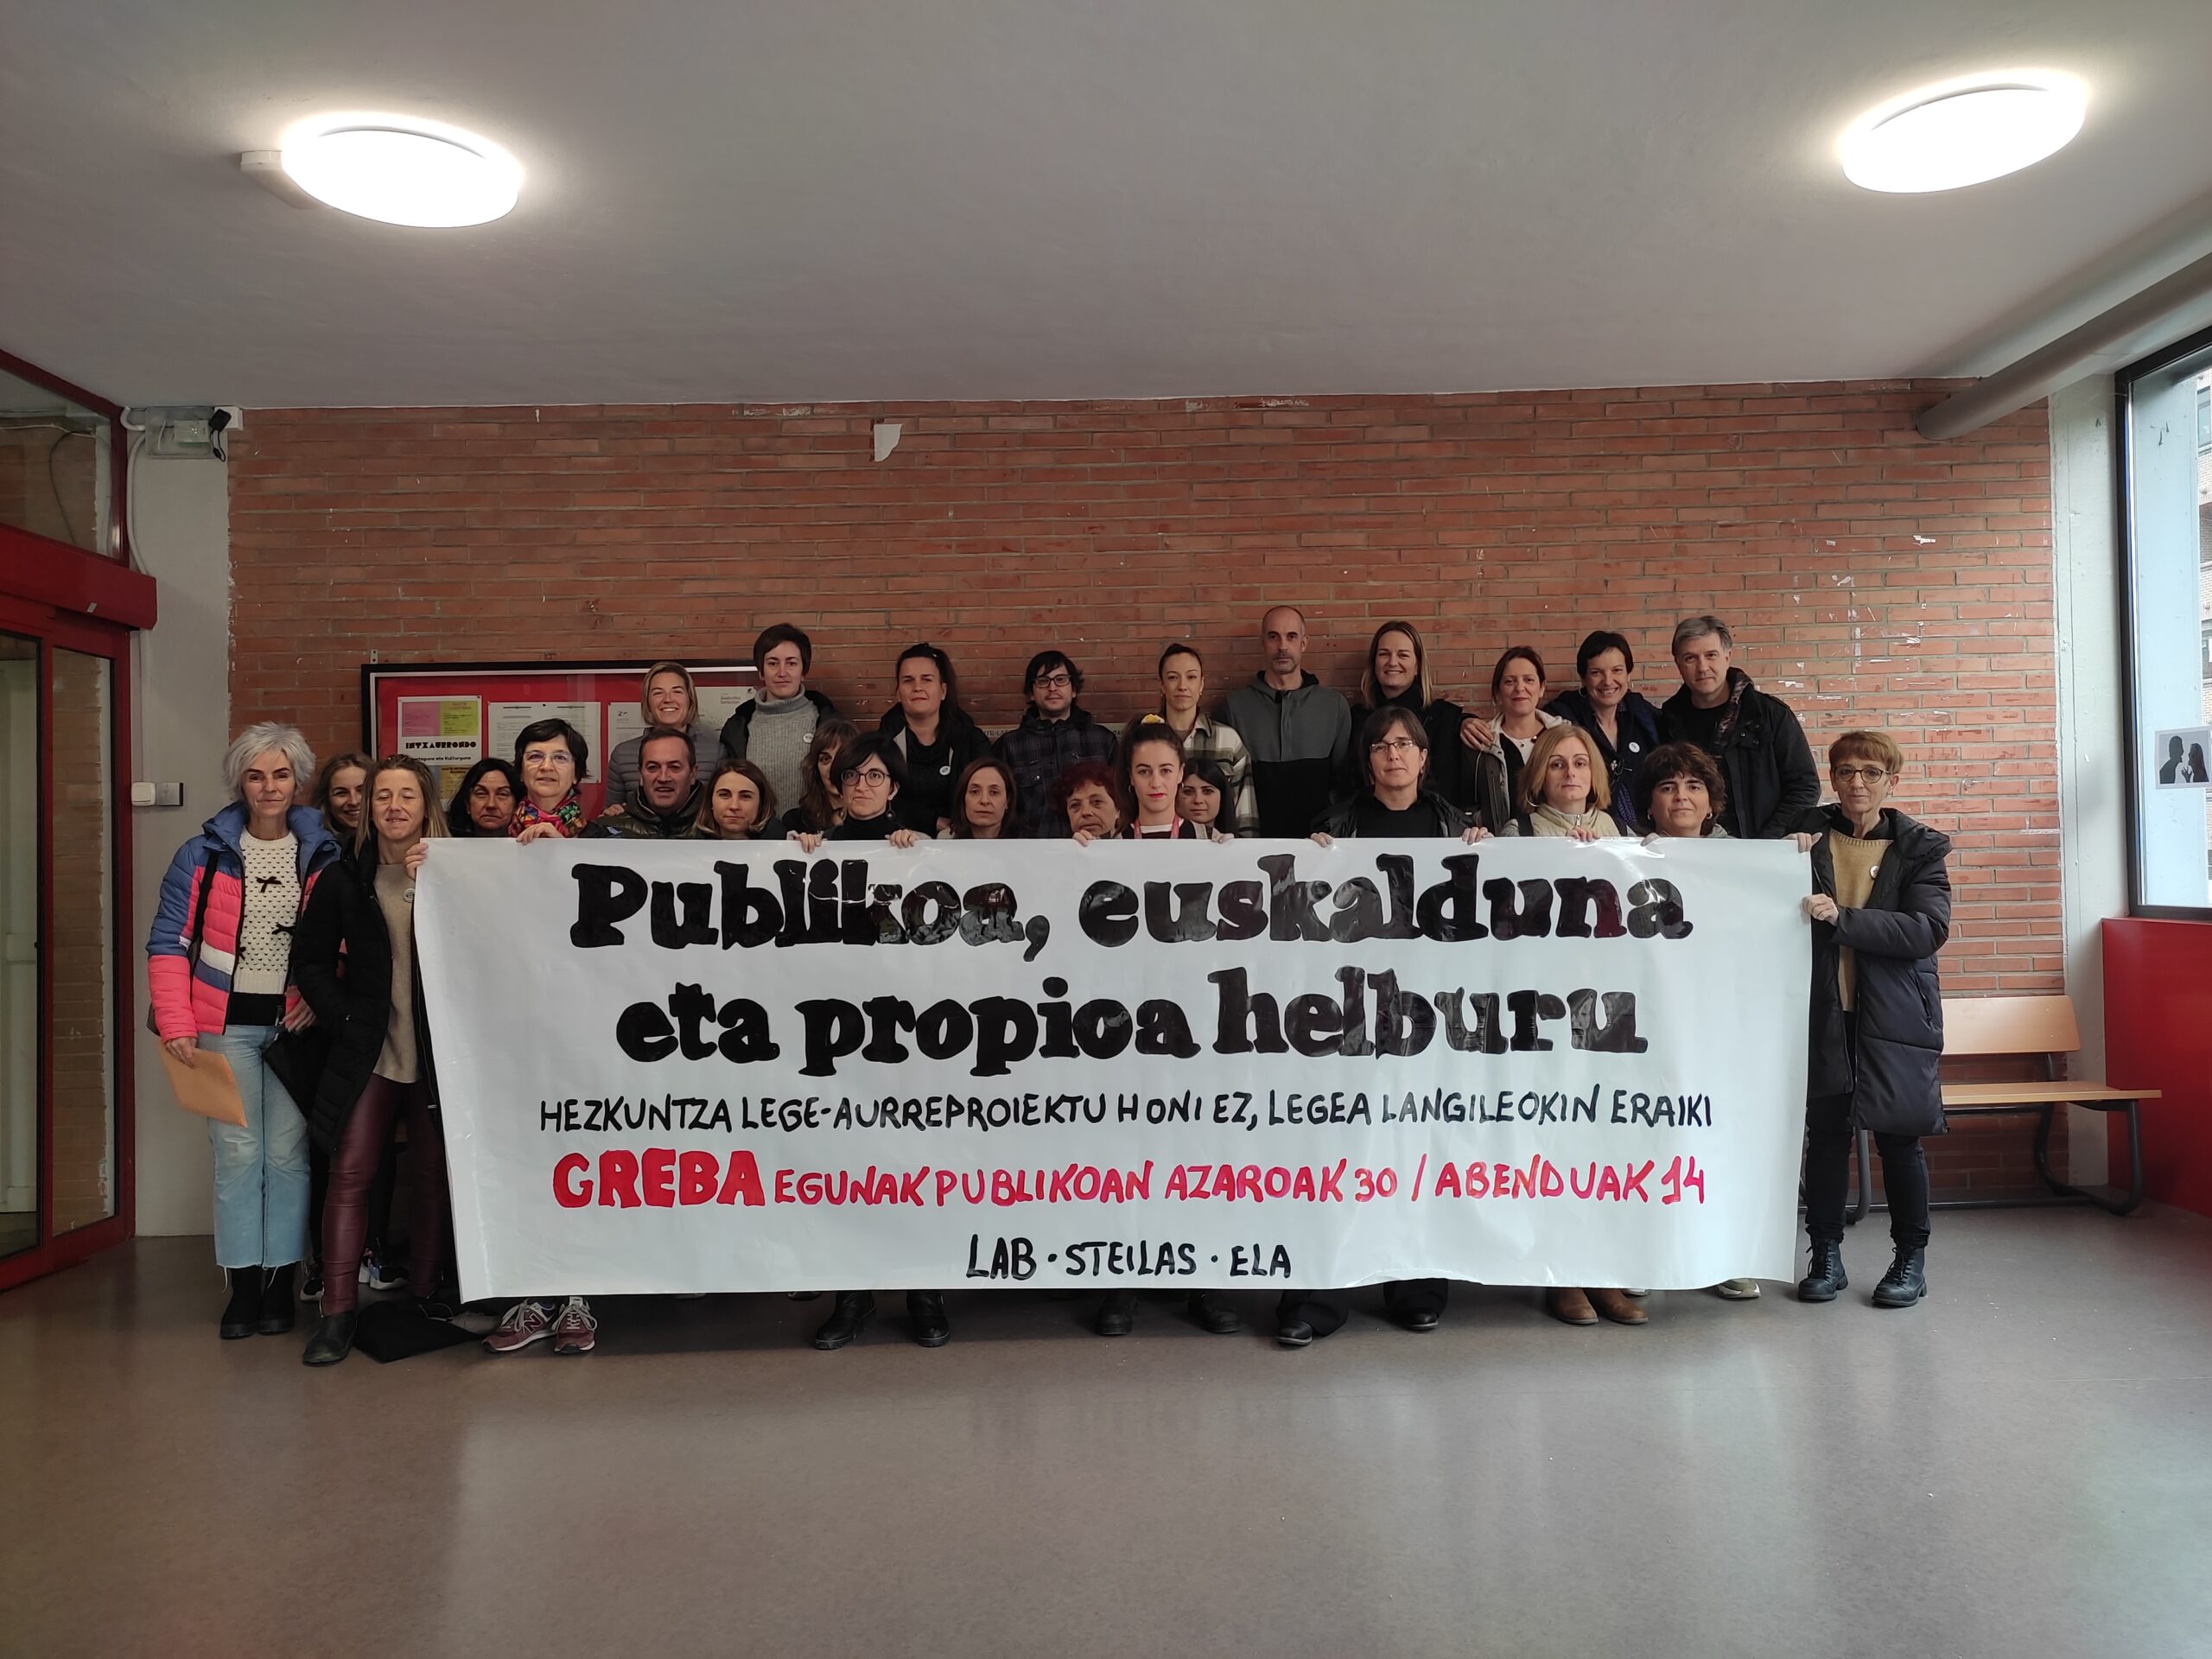 INTXAURRONDO
Publikoa, euskalduna
eta propioa helburu
HEZKUNTZA LEGE-AURREPROIEKTU HONI EZ, LEGEA LANGILEOKIN ERAIKI
GREBA EGUNAK PUBLIKOAN AZAROAK 30 / ABENDUAK 14
LAB · STEILAS · ELA